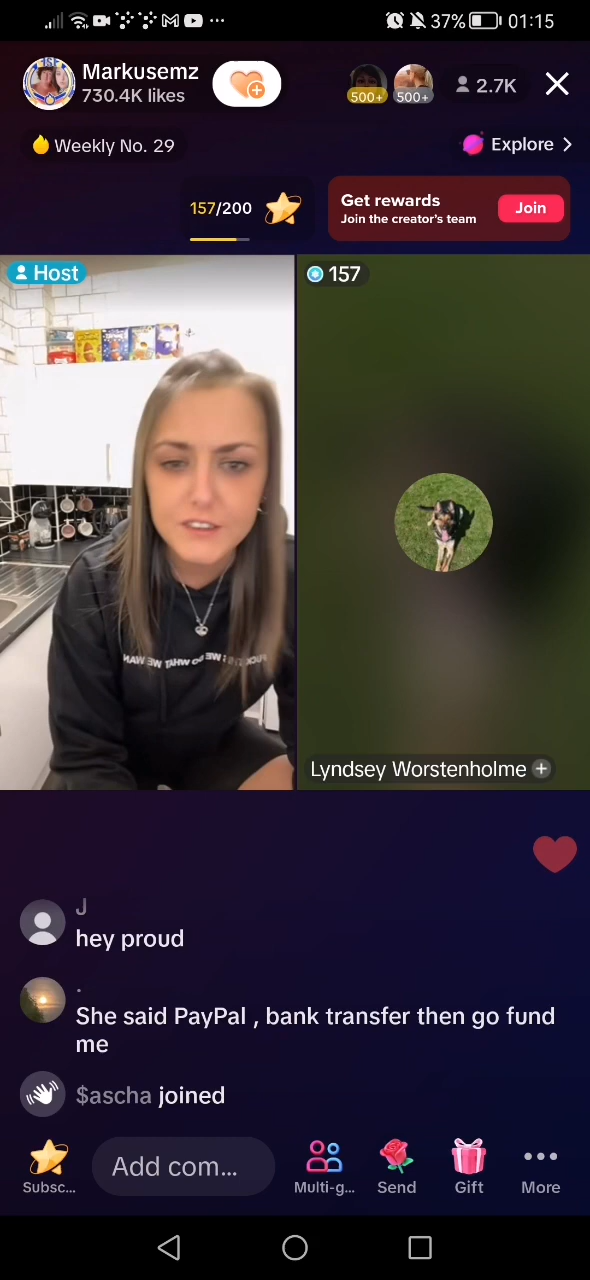 37% 01:15
Markusemz
730.4K likes
500+
500+
2.7K
Weekly No. 29
Explore
157/200
Get rewards
Join the creator's team
Join
Host
157
Lyndsey Worstenholme
J
hey proud
.
She said PayPal , bank transfer then go fund
me
$ascha joined
Subsc...
Add com...
Multi-g...
Send
Gift
More